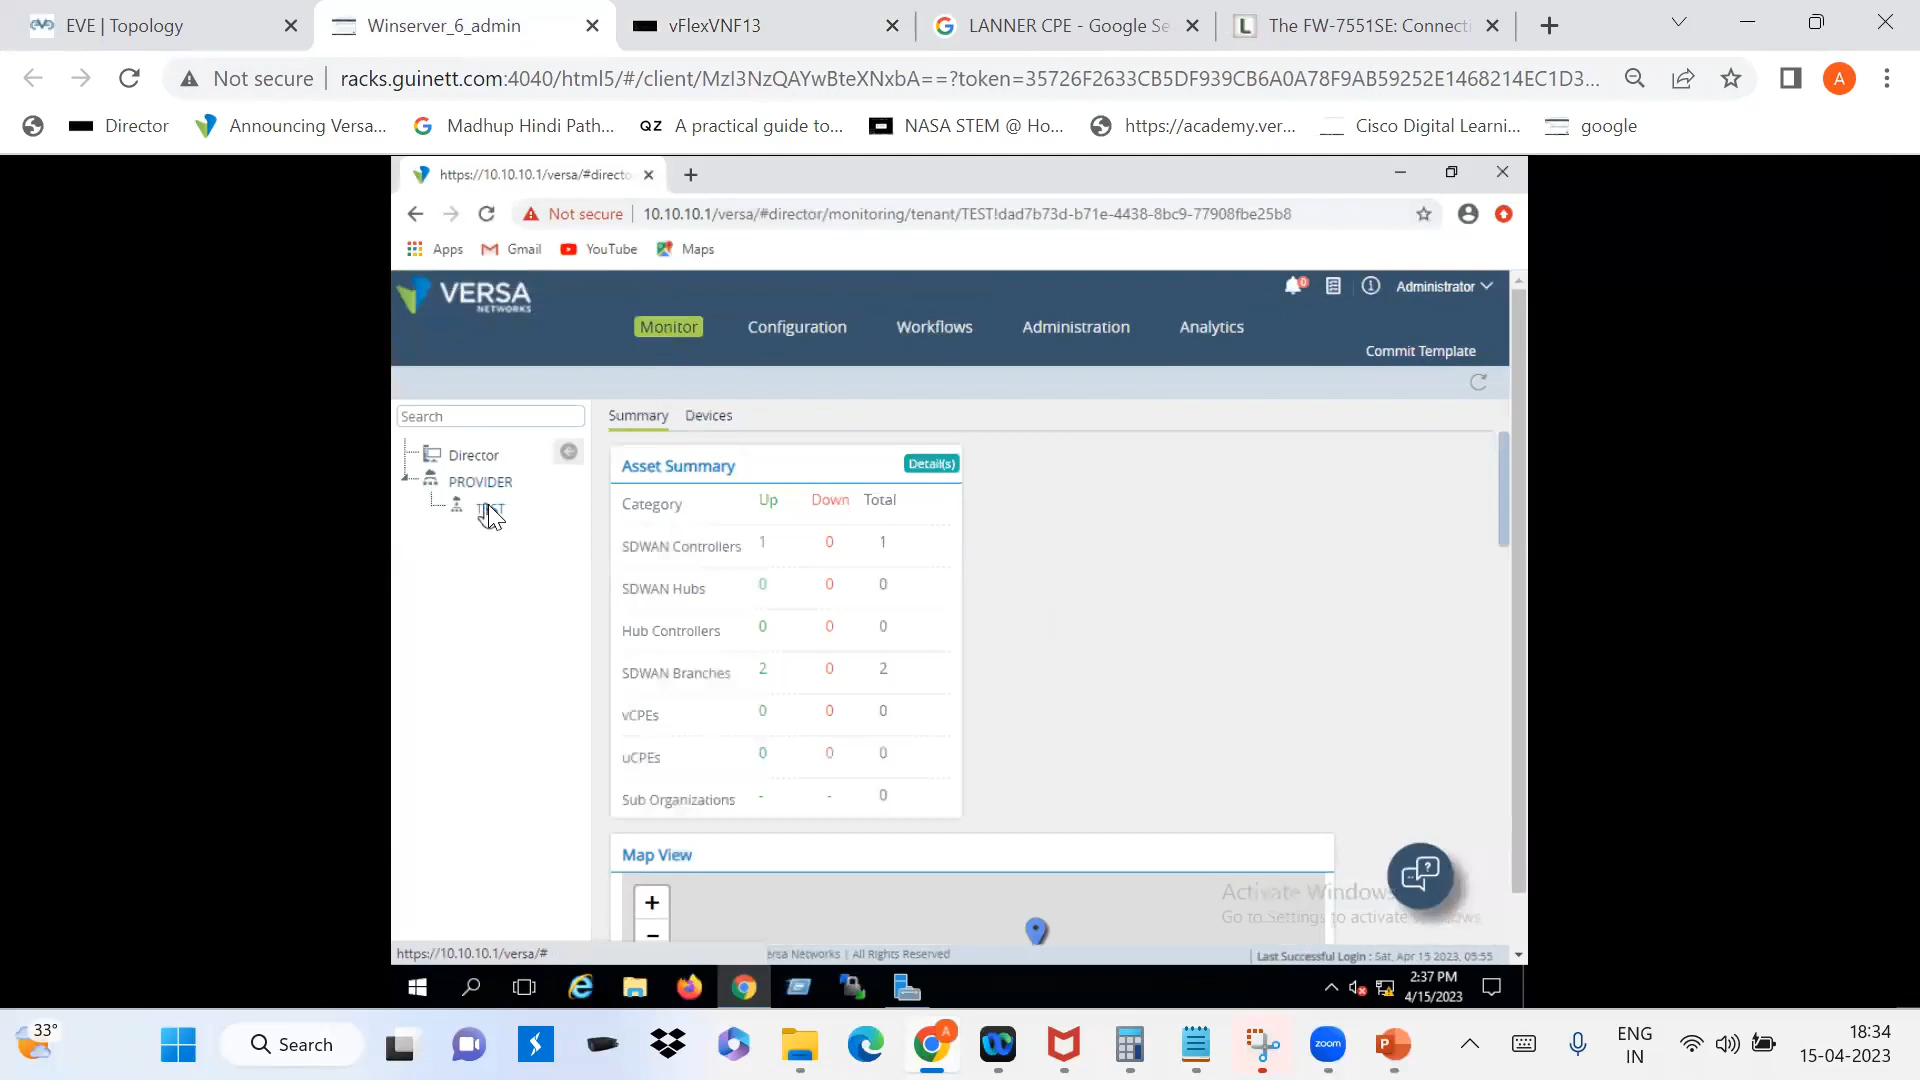 EVE | Topology
Winserver_6_admin
vFlexVNF13
LANNER CPE - Google Se
The FW-7551SE: Connecti
Not secure
racks.guinett.com:4040/html5/#/client/MzI3NzQAYwBteXNxbA==?token=35726F2633CB5DF939CB6A0A78F9AB59252E1468214EC1D3...
A
Director
Announcing Versa...
Madhup Hindi Path...
QZ A practical guide to...
NASA STEM @ Ho...
https://academy.ver...
Cisco Digital Learni...
google
https://10.10.10.1/versa/#directo
Not secure
10.10.10.1/versa/#director/monitoring/tenant/TEST!dad7b73d-b71e-4438-8bc9-77908fbe25b8
Apps
Gmail
YouTube
Maps
VERSA
NETWORKS
0
Administrator
Monitor
Configuration
Workflows
Administration
Analytics
Commit Template
Search
Director
PROVIDER
TEST
Summary
Devices
Asset Summary
Detail(s)
Category Up Down Total
SDWAN Controllers 1 0 1
SDWAN Hubs 0 0 0
Hub Controllers 0 0 0
SDWAN Branches 2 0 2
vCPEs 0 0 0
uCPEs 0 0 0
Sub Organizations - - 0
Map View
+
−
Activate Windows
Go to Settings to activate Windows
https://10.10.10.1/versa/#
ersa Networks | All Rights Reserved
Last Successful Login : Sat, Apr 15 2023, 05:55
2:37 PM
4/15/2023
33°
Search
A
zoom
ENG
IN
18:34
15-04-2023